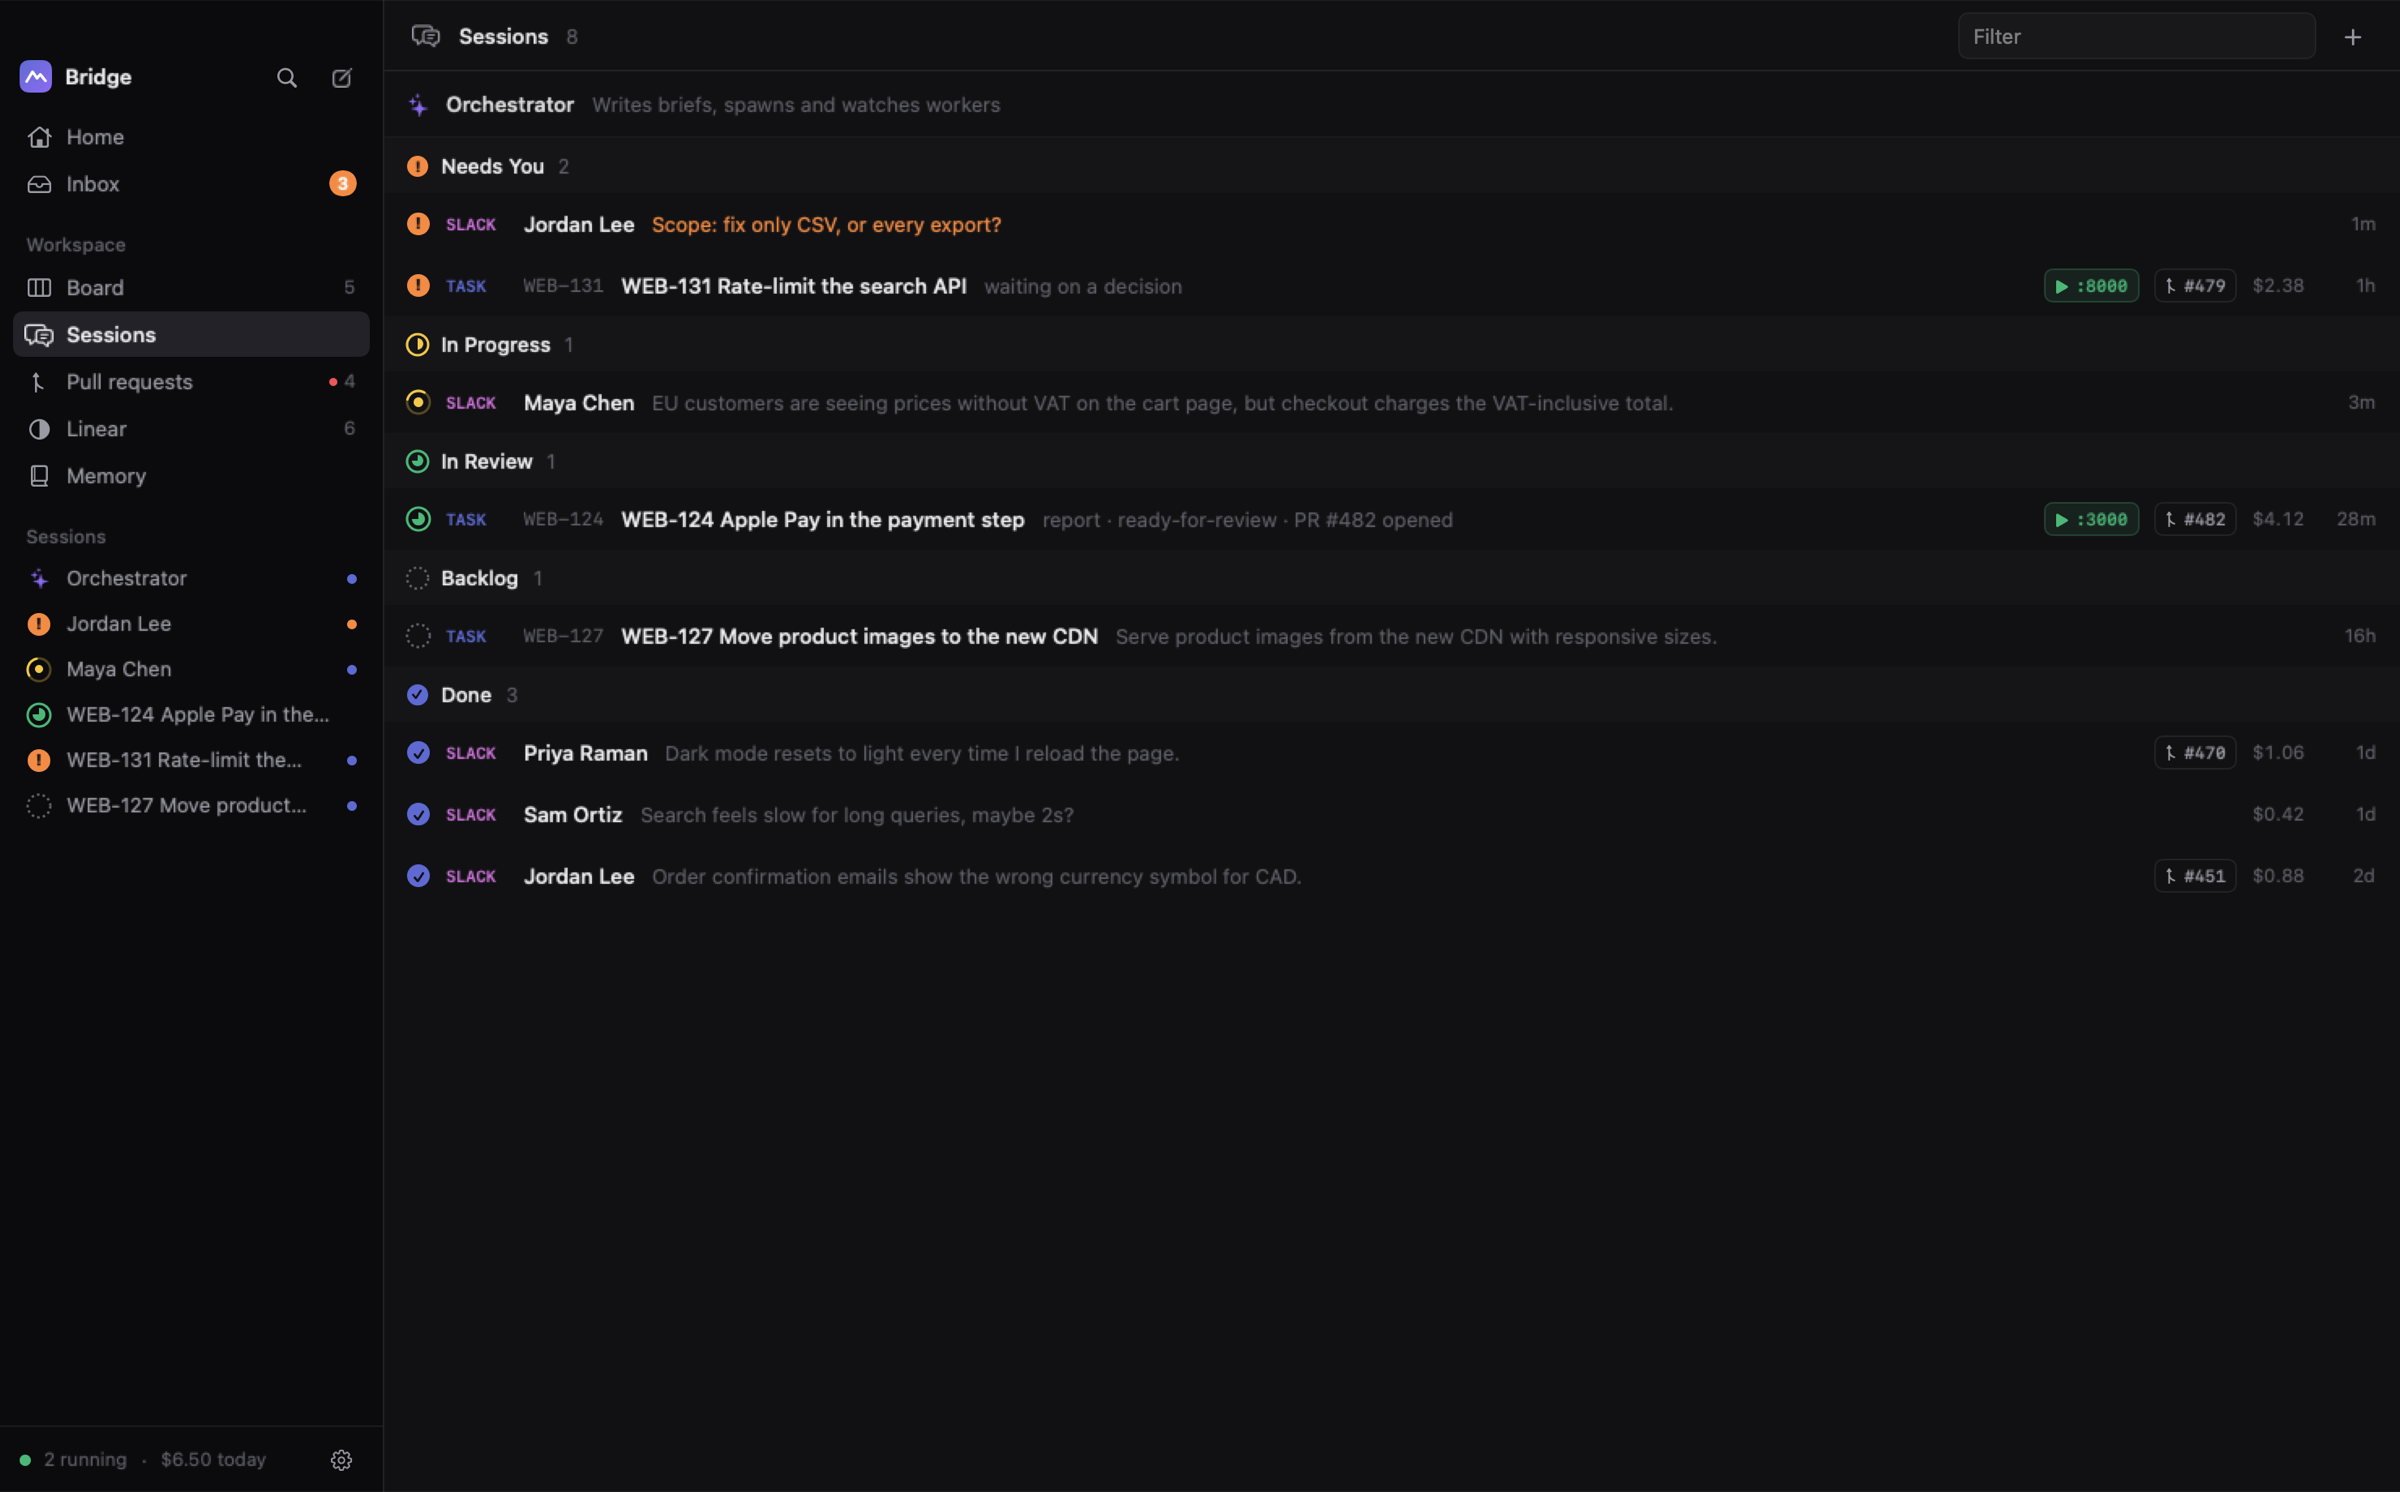 Bridge
Home
Inbox 3
Workspace
Board 5
Sessions
Pull requests 4
Linear 6
Memory
Sessions
Orchestrator
Jordan Lee
Maya Chen
WEB-124 Apple Pay in the...
WEB-131 Rate-limit the...
WEB-127 Move product...
2 running · $6.50 today
Sessions 8 Filter
Orchestrator Writes briefs, spawns and watches workers
Needs You 2
SLACK Jordan Lee Scope: fix only CSV, or every export? 1m
TASK WEB-131 WEB-131 Rate-limit the search API waiting on a decision :8000 #479 $2.38 1h
In Progress 1
SLACK Maya Chen EU customers are seeing prices without VAT on the cart page, but checkout charges the VAT-inclusive total. 3m
In Review 1
TASK WEB-124 WEB-124 Apple Pay in the payment step report · ready-for-review · PR #482 opened :3000 #482 $4.12 28m
Backlog 1
TASK WEB-127 WEB-127 Move product images to the new CDN Serve product images from the new CDN with responsive sizes. 16h
Done 3
SLACK Priya Raman Dark mode resets to light every time I reload the page. #470 $1.06 1d
SLACK Sam Ortiz Search feels slow for long queries, maybe 2s? $0.42 1d
SLACK Jordan Lee Order confirmation emails show the wrong currency symbol for CAD. #451 $0.88 2d